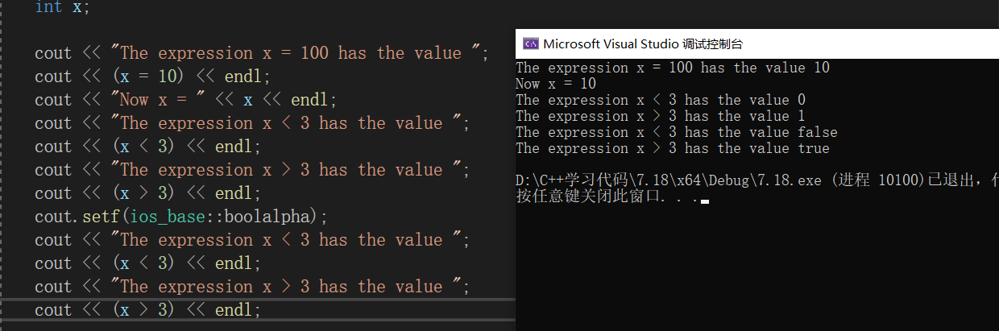 int x;
cout << "The expression x = 100 has the value ";
cout << (x = 10) << endl;
cout << "Now x = " << x << endl;
cout << "The expression x < 3 has the value ";
cout << (x < 3) << endl;
cout << "The expression x > 3 has the value ";
cout << (x > 3) << endl;
cout.setf(ios_base::boolalpha);
cout << "The expression x < 3 has the value ";
cout << (x < 3) << endl;
cout << "The expression x > 3 has the value ";
cout << (x > 3) << endl;
C:\ Microsoft Visual Studio 调试控制台
The expression x = 100 has the value 10
Now x = 10
The expression x < 3 has the value 0
The expression x > 3 has the value 1
The expression x < 3 has the value false
The expression x > 3 has the value true
D:\C++学习代码\7.18\x64\Debug\7.18.exe (进程 10100)已退出，
按任意键关闭此窗口. . .